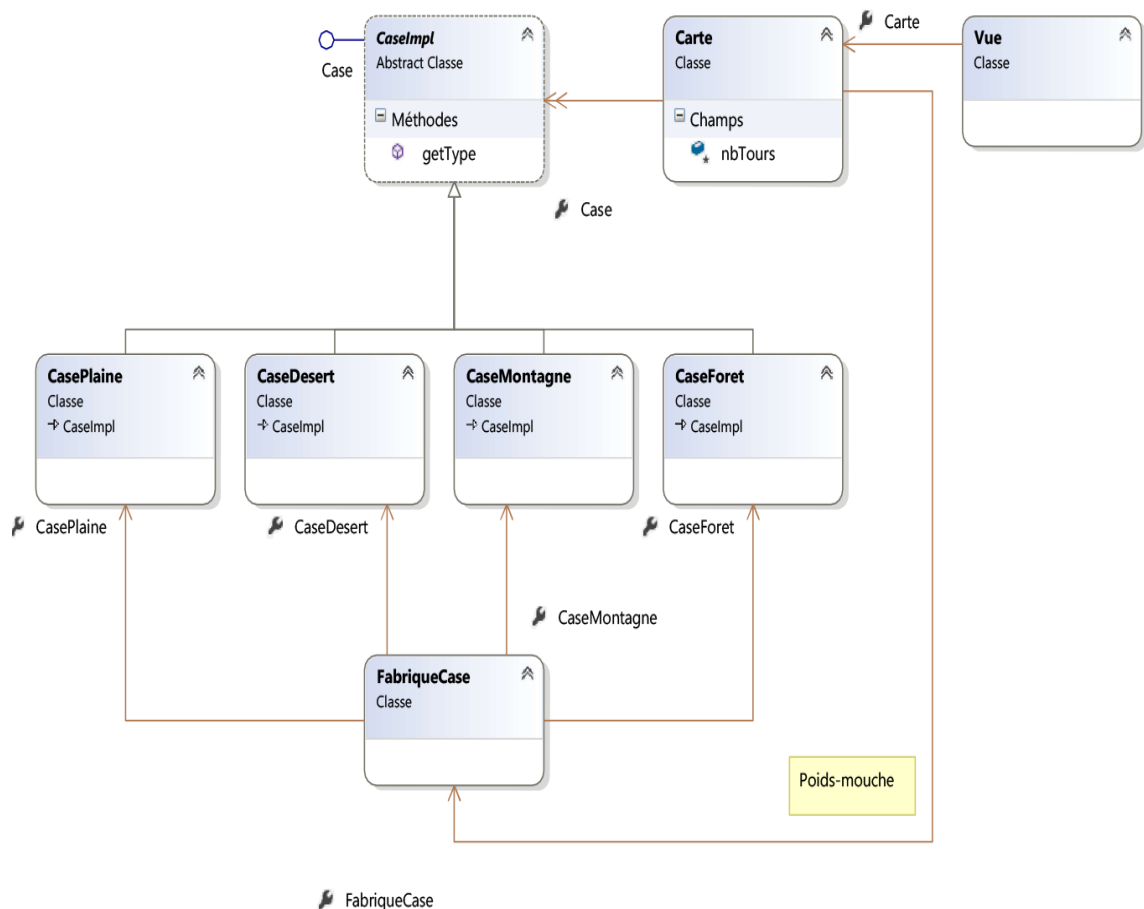 Case
CaseImpl
Abstract Classe
Méthodes
getType
Carte
Classe
Champs
nbTours
Carte
Vue
Classe
Case
CasePlaine
Classe
CaseImpl
CaseDesert
Classe
CaseImpl
CaseMontagne
Classe
CaseImpl
CaseForet
Classe
CaseImpl
CasePlaine
CaseDesert
CaseForet
CaseMontagne
FabriqueCase
Classe
Poids-mouche
FabriqueCase